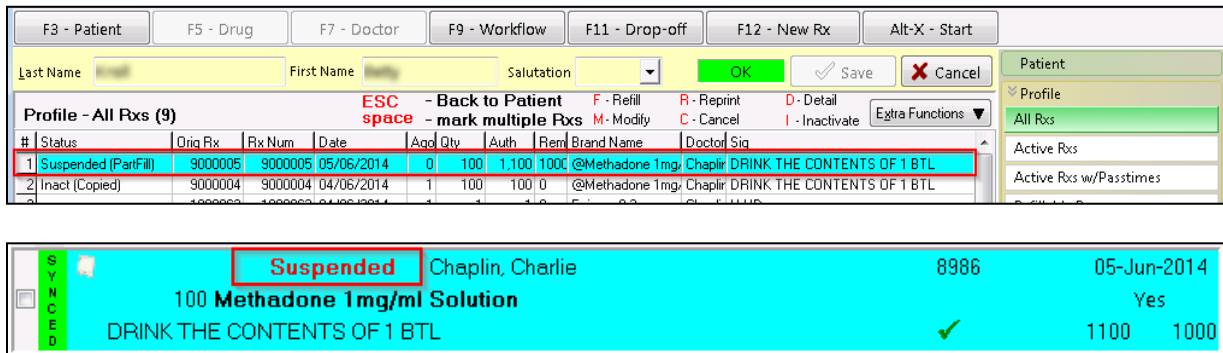 F3 - Patient F5 - Drug F7 - Doctor F9 - Workflow F11 - Drop-off F12 - New Rx Alt-X - Start
Last Name First Name Salutation OK Save Cancel
Patient
Profile
All Rxs
Active Rxs
Active Rxs w/Passtimes
Profile - All Rxs (9) ESC - Back to Patient F - Refill R - Reprint D - Detail
space - mark multiple Rxs M - Modify C - Cancel I - Inactivate Extra Functions ▼
# Status Orig Rx Rx Num Date Ago Qty Auth Rem Brand Name Doctor Sig
1 Suspended (PartFill) 9000005 9000005 05/06/2014 0 100 1,100 1000 @Methadone 1mg/ Chaplin DRINK THE CONTENTS OF 1 BTL
2 Inact (Copied) 9000004 9000004 04/06/2014 1 100 100 0 @Methadone 1mg/ Chaplin DRINK THE CONTENTS OF 1 BTL
SYNCED
Suspended Chaplin, Charlie 8986 05-Jun-2014
100 Methadone 1mg/ml Solution Yes
DRINK THE CONTENTS OF 1 BTL ✓ 1100 1000